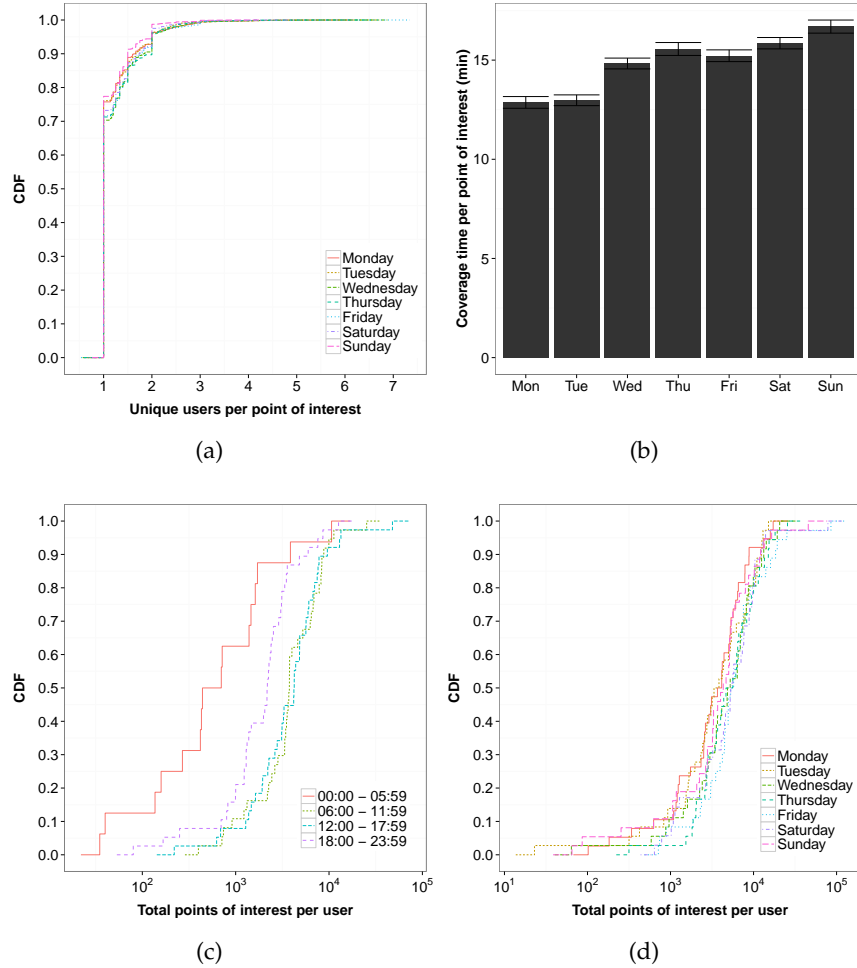 1.0
0.9
0.8
0.7
0.6
0.5
0.4
0.3
0.2
0.1
0.0
CDF
Monday
Tuesday
Wednesday
Thursday
Friday
Saturday
Sunday
1 2 3 4 5 6 7
Unique users per point of interest
(a)
15
10
5
0
Coverage time per point of interest (min)
Mon Tue Wed Thu Fri Sat Sun
(b)
1.0
0.9
0.8
0.7
0.6
0.5
0.4
0.3
0.2
0.1
0.0
CDF
00:00 – 05:59
06:00 – 11:59
12:00 – 17:59
18:00 – 23:59
10² 10³ 10⁴ 10⁵
Total points of interest per user
(c)
1.0
0.9
0.8
0.7
0.6
0.5
0.4
0.3
0.2
0.1
0.0
CDF
Monday
Tuesday
Wednesday
Thursday
Friday
Saturday
Sunday
10¹ 10² 10³ 10⁴ 10⁵
Total points of interest per user
(d)